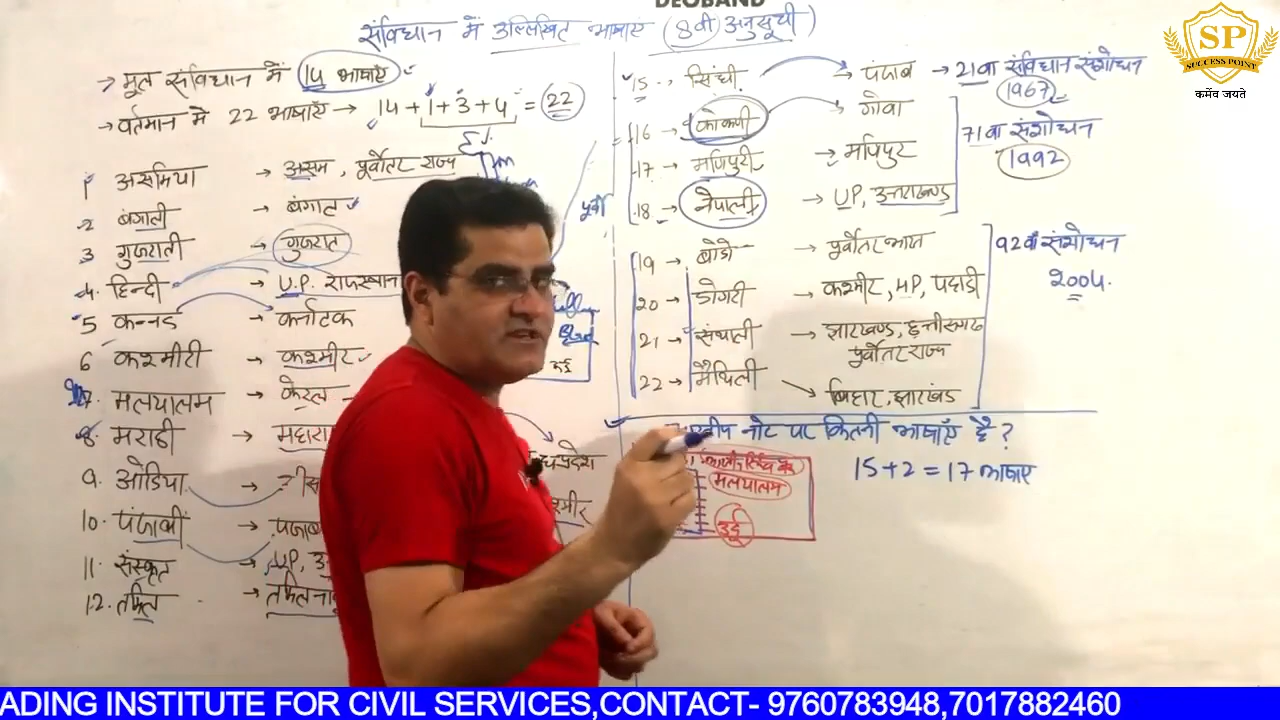 DEOBAND
संविधान में उल्लिखित भाषाएं (8वीं अनुसूची)
SP
SUCCESS POINT
कर्मेव जयते
→ मूल संविधान में 14 भाषाएं
→ वर्तमान में 22 भाषाएं → 14+1+3+4 = 22
1 असमिया → असम, पूर्वोत्तर राज्य
2 बंगाली → बंगाल
3 गुजराती → गुजरात
4. हिन्दी → U.P. राजस्थान
5 कन्नड → कर्नाटक
6 कश्मीरी → कश्मीर
7. मलयालम → केरल
8. मराठी → महारा
9. ओडिया →
10. पंजाबी → पंजाब
11. संस्कृत → UP, उ
12. तमिल → तमिलनाडु
पूर्वी
उर्दू
ध्रप्रदेश
श्मीर
15 सिंधी → पंजाब → 21वा संविधान संशोधन
1967
16 → कोंकणी गोवा
17 → मणिपुरी → मणिपुर
18 → नेपाली → UP, उत्तराखण्ड
71वा संशोधन
1992
19 → बोडो → पूर्वोतर भारत
20 → डोगरी → कश्मीर, HP, पहाडी
21 → संथाली → झारखण्ड, छत्तीसगढ
पूर्वोतर राज्य
22 → मैथिली → बिहार, झारखंड
92वां संशोधन
2004.
नोट पर कितनी भाषाएँ है ?
15+2 = 17 भाषाएं
मलयालम
उर्दू
ADING INSTITUTE FOR CIVIL SERVICES,CONTACT- 9760783948,7017882460